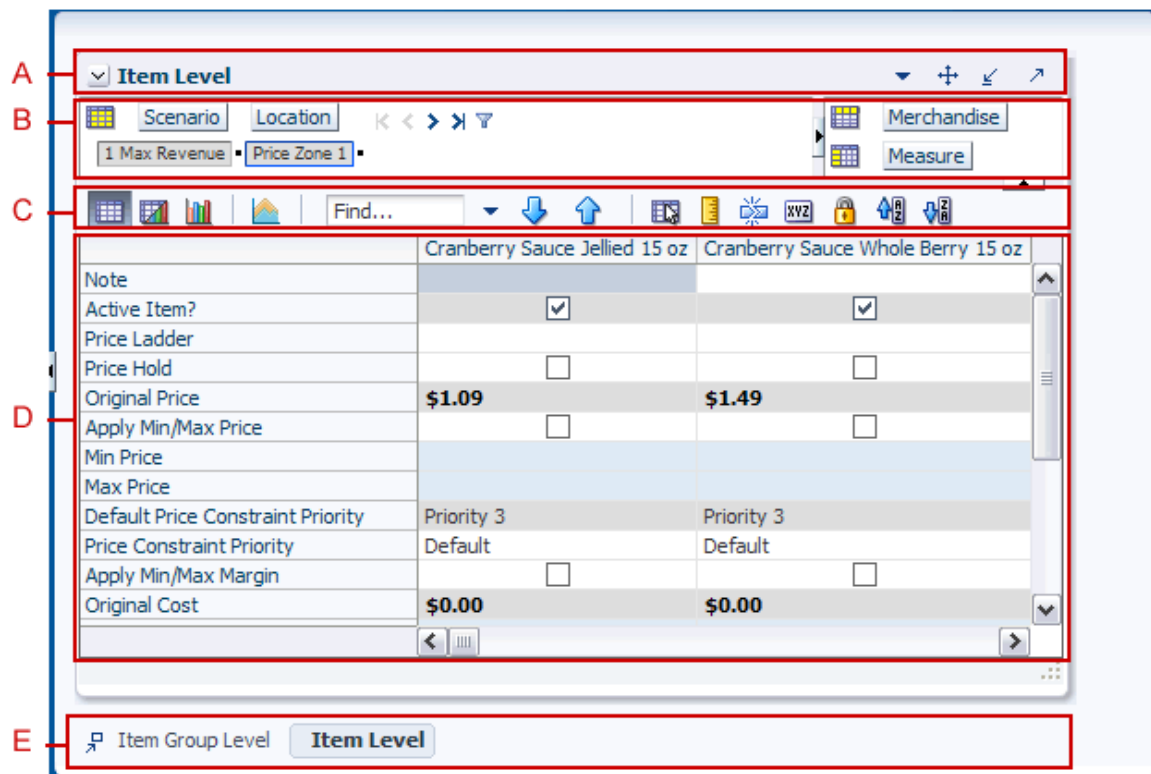 A
Item Level
B
Scenario Location
Merchandise
1 Max Revenue Price Zone 1
Measure
C
Find...
XYZ
A
Z
Z
A
Cranberry Sauce Jellied 15 oz Cranberry Sauce Whole Berry 15 oz
Note
Active Item?
Price Ladder
Price Hold
Original Price $1.09 $1.49
D
Apply Min/Max Price
Min Price
Max Price
Default Price Constraint Priority Priority 3 Priority 3
Price Constraint Priority Default Default
Apply Min/Max Margin
Original Cost $0.00 $0.00
E
Item Group Level Item Level